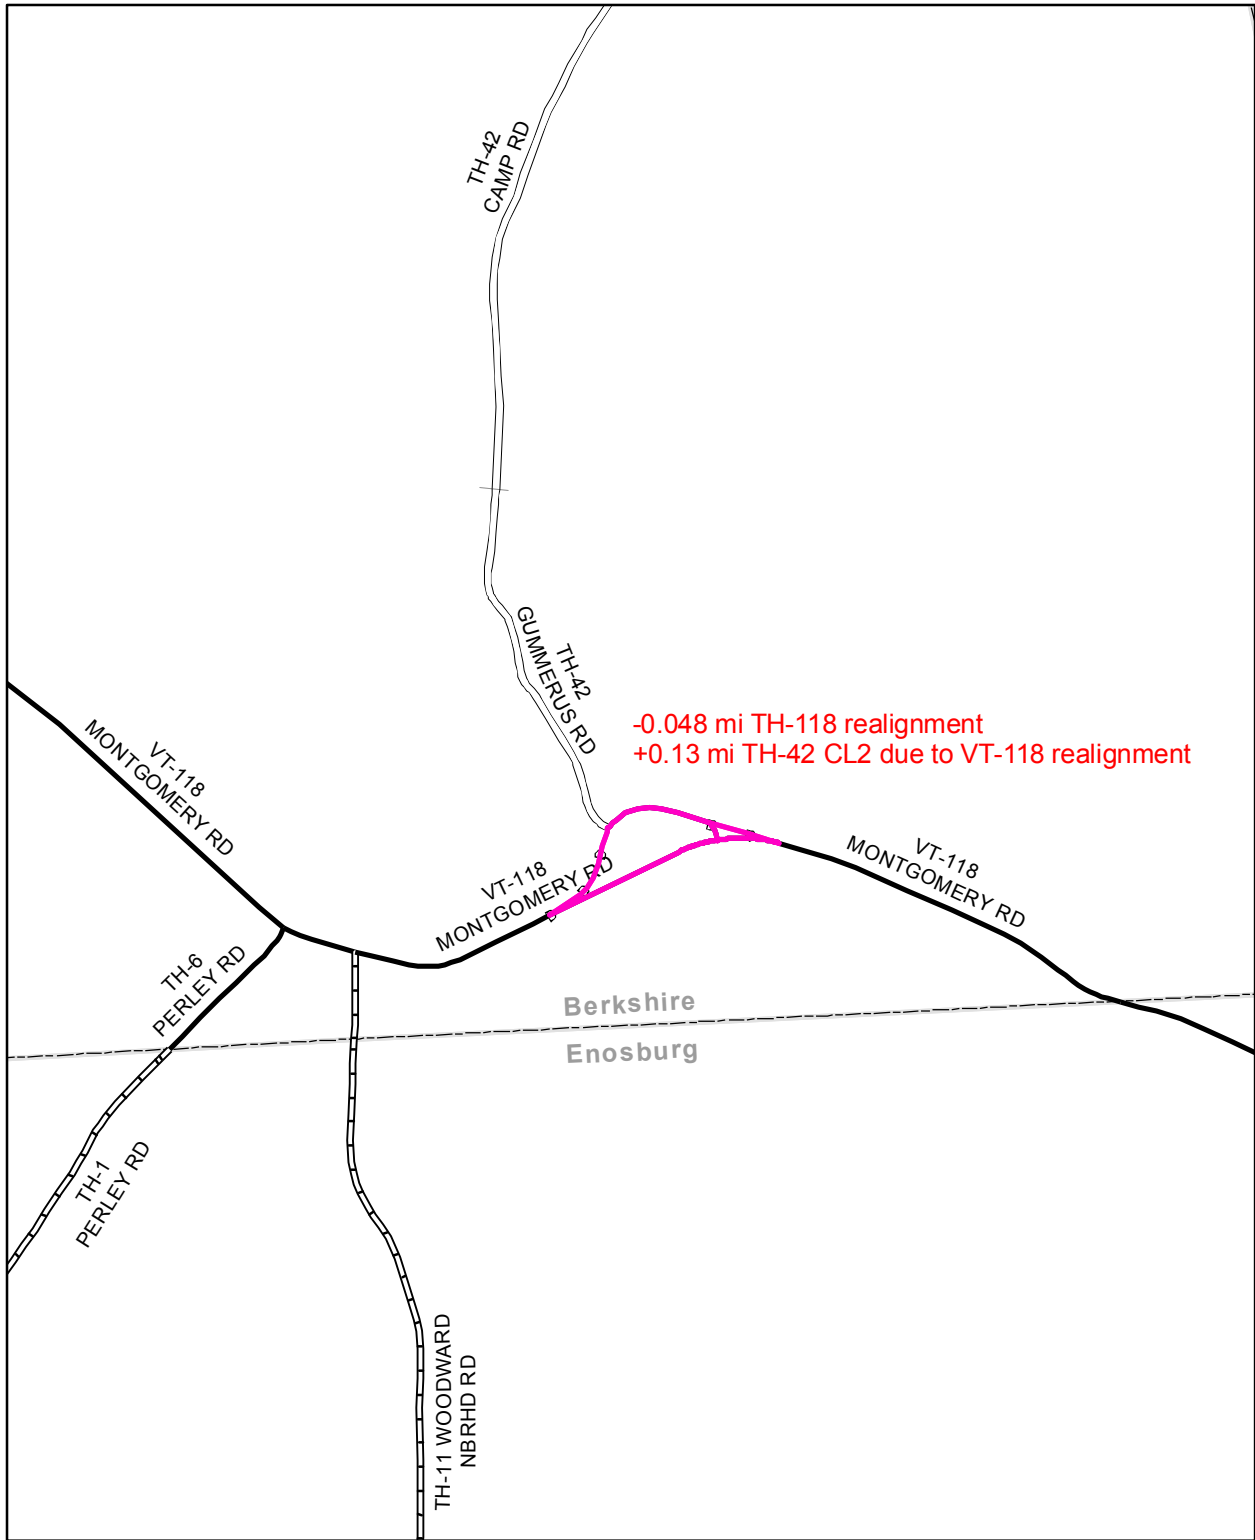 TH-42
CAMP RD
TH-42
GUMMERUS RD
-0.048 mi TH-118 realignment
+0.13 mi TH-42 CL2 due to VT-118 realignment
VT-118
MONTGOMERY RD
VT-118
MONTGOMERY RD
VT-118
MONTGOMERY RD
TH-6
PERLEY RD
Berkshire
Enosburg
TH-1
PERLEY RD
TH-11 WOODWARD
NBRHD RD